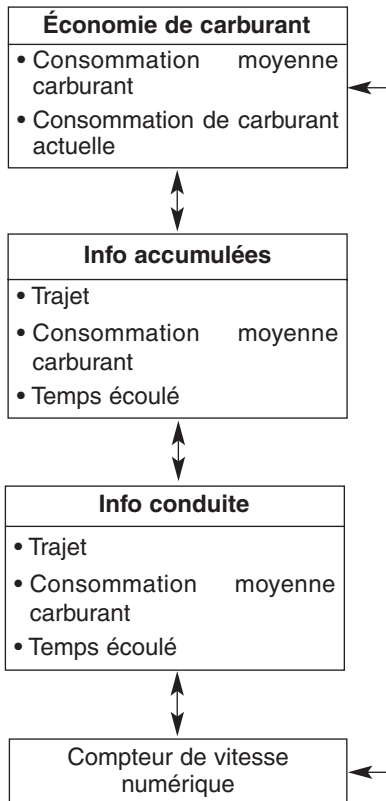 Économie de carburant
• Consommation moyenne
carburant
• Consommation de carburant
actuelle
Info accumulées
• Trajet
• Consommation moyenne
carburant
• Temps écoulé
Info conduite
• Trajet
• Consommation moyenne
carburant
• Temps écoulé
Compteur de vitesse
numérique